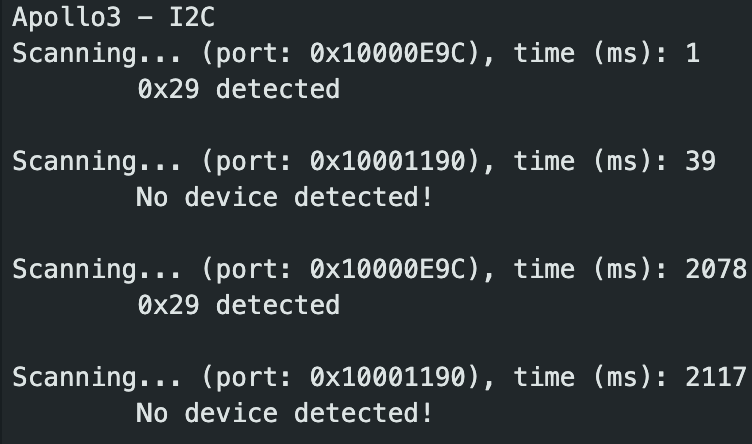 Apollo3 - I2C
Scanning... (port: 0x10000E9C), time (ms): 1
0x29 detected
Scanning... (port: 0x10001190), time (ms): 39
No device detected!
Scanning... (port: 0x10000E9C), time (ms): 2078
0x29 detected
Scanning... (port: 0x10001190), time (ms): 2117
No device detected!